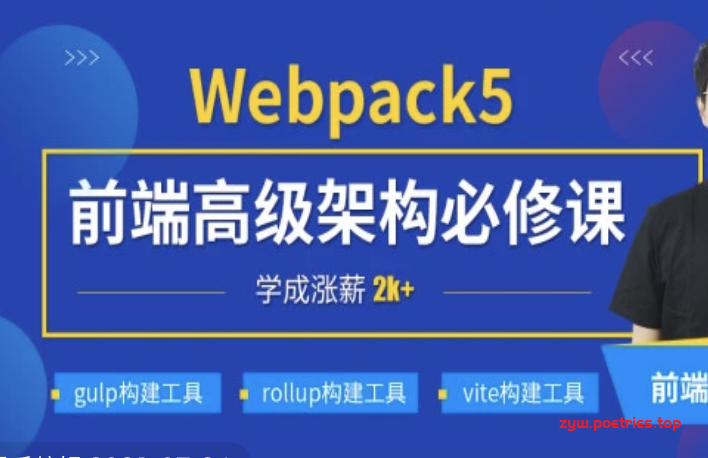 >>>
<<<
Webpack5
前端高级架构必修课
学成涨薪 2k+
gulp构建工具
rollup构建工具
vite构建工具
前端
zyw.poetrics.top